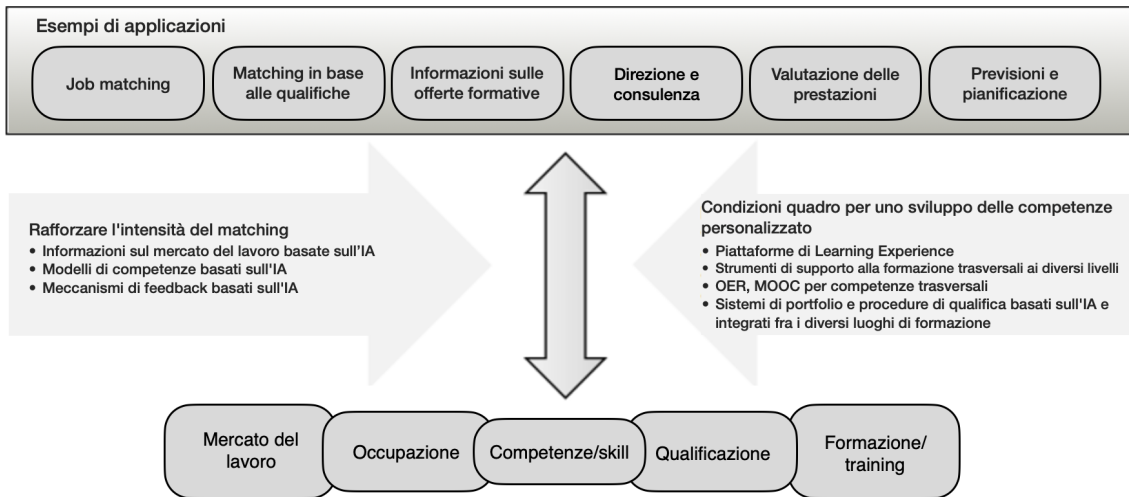 Esempi di applicazioni
Job matching
Matching in base
alle qualifiche
Informazioni sulle
offerte formative
Direzione e
consulenza
Valutazione delle
prestazioni
Previsioni e
pianificazione
Rafforzare l'intensità del matching
• Informazioni sul mercato del lavoro basate sull'IA
• Modelli di competenze basati sull'IA
• Meccanismi di feedback basati sull'IA
Condizioni quadro per uno sviluppo delle competenze
personalizzato
• Piattaforme di Learning Experience
• Strumenti di supporto alla formazione trasversali ai diversi livelli
• OER, MOOC per competenze trasversali
• Sistemi di portfolio e procedure di qualifica basati sull'IA e
integrati fra i diversi luoghi di formazione
Mercato del
lavoro
Occupazione
Competenze/skill
Qualificazione
Formazione/
training